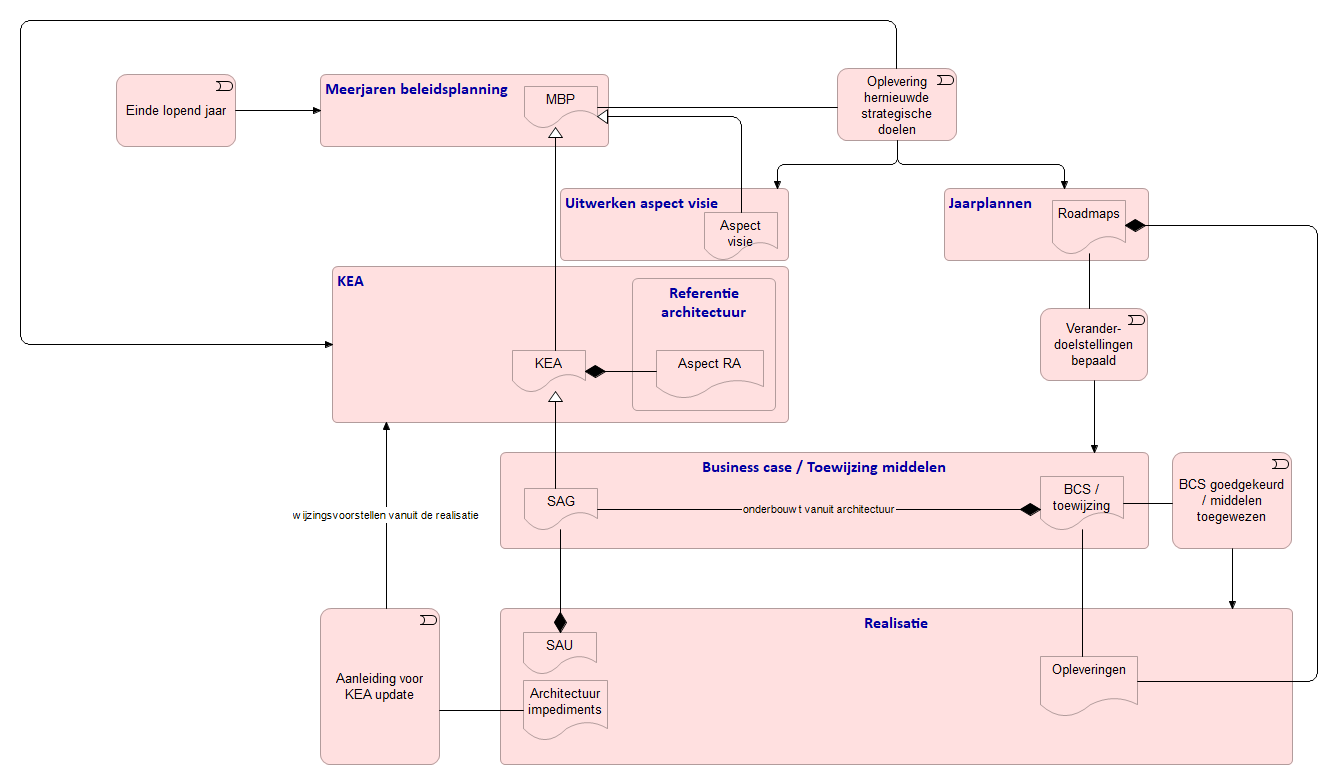 Einde lopend jaar
Meerjaren beleidsplanning
MBP
Oplevering
hernieuwde
strategische
doelen
Uitwerken aspect visie
Aspect
visie
Jaarplannen
Roadmaps
KEA
Referentie
architectuur
KEA
Aspect RA
Verander-
doelstellingen
bepaald
Business case / Toewijzing middelen
SAG
onderbouwt vanuit architectuur
BCS /
toewijzing
BCS goedgekeurd
/ middelen
toegewezen
wijzingsvoorstellen vanuit de realisatie
Aanleiding voor
KEA update
Realisatie
SAU
Architectuur
impediments
Opleveringen